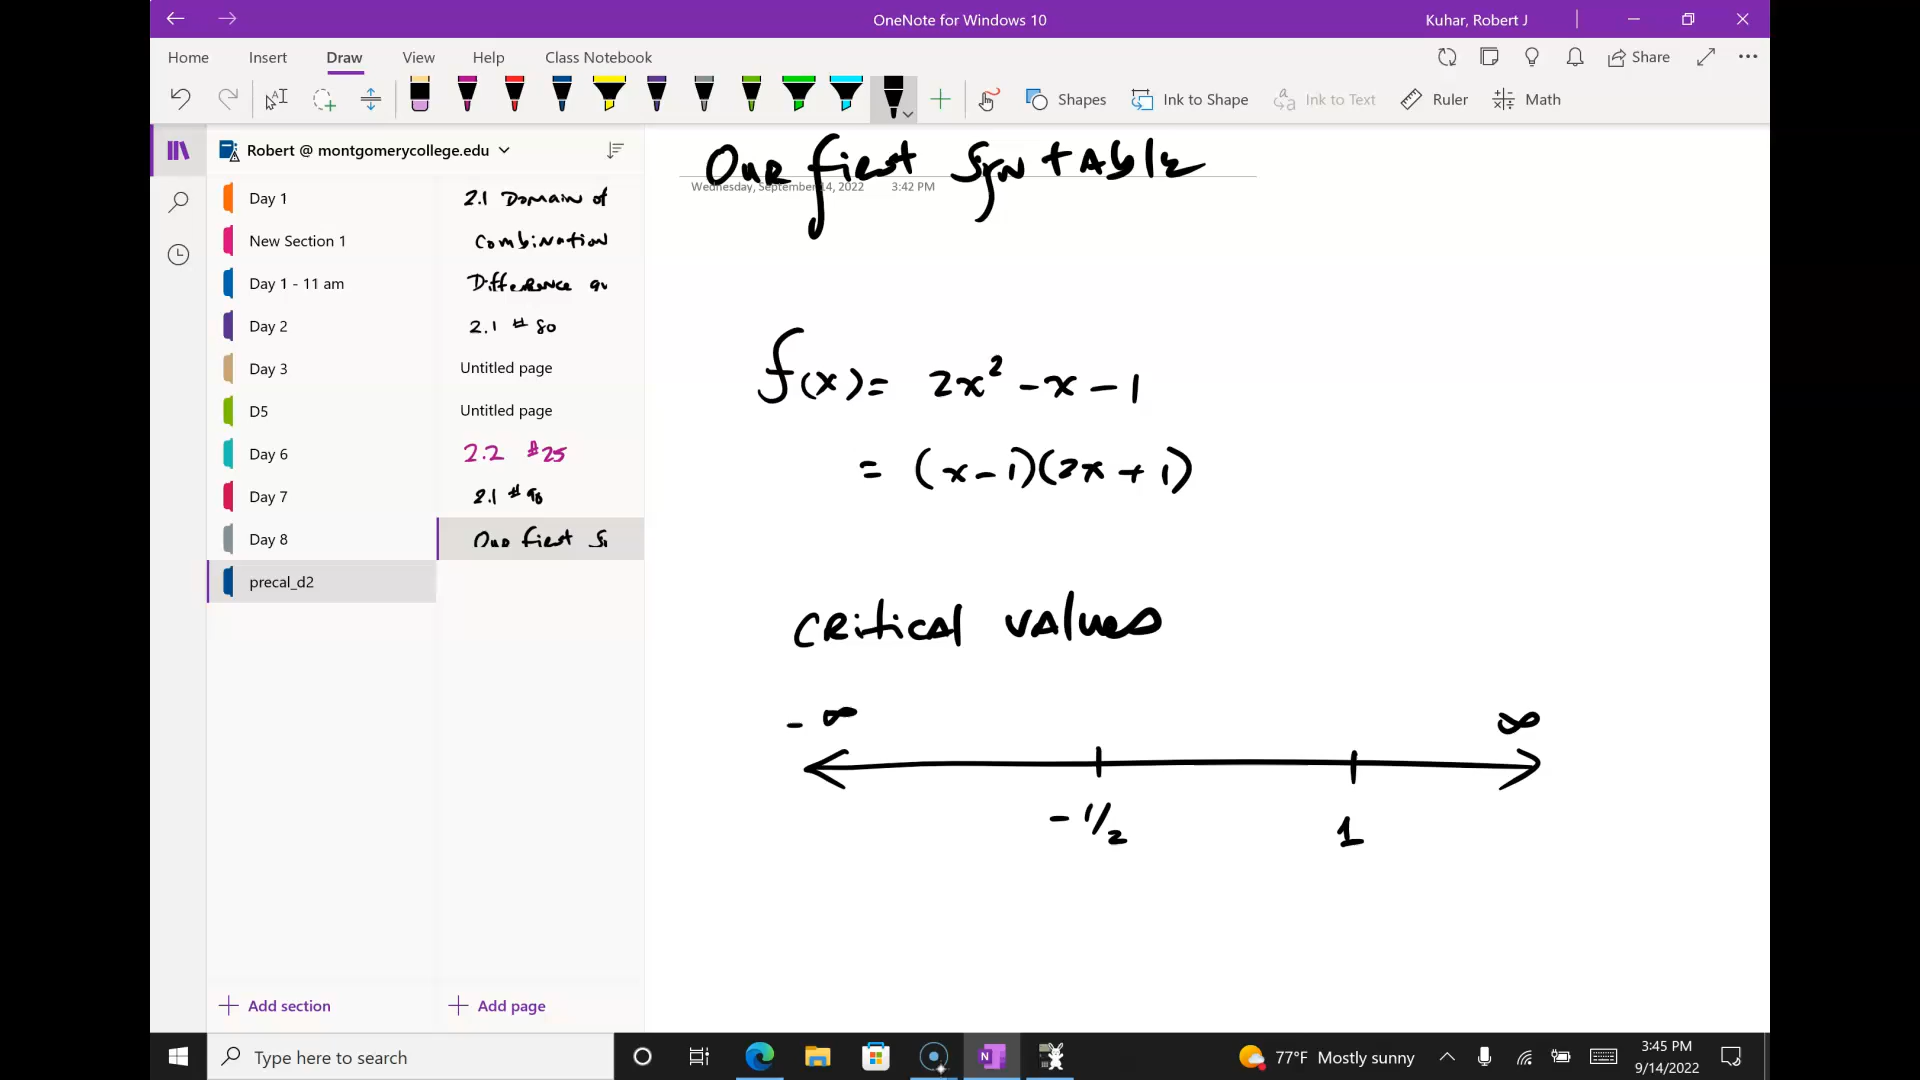 OneNote for Windows 10
Kuhar, Robert J
Home Insert Draw View Help Class Notebook
Share
Shapes Ink to Shape Ink to Text Ruler Math
Robert @ montgomerycollege.edu
Day 1
New Section 1
Day 1 - 11 am
Day 2
Day 3
D5
Day 6
Day 7
Day 8
precal_d2
Add section
2.1 Domain of
Combination
Difference qu
2.1 # 80
Untitled page
Untitled page
2.2 #25
2.1 # 90
Our first Si
Add page
Our first Sgn table
Wednesday, September 14, 2022 3:42 PM
f(x) = 2x² - x - 1
= (x - 1)(2x + 1)
critical values
- ∞ ∞
- 1/2 1
Type here to search
77°F Mostly sunny
3:45 PM
9/14/2022